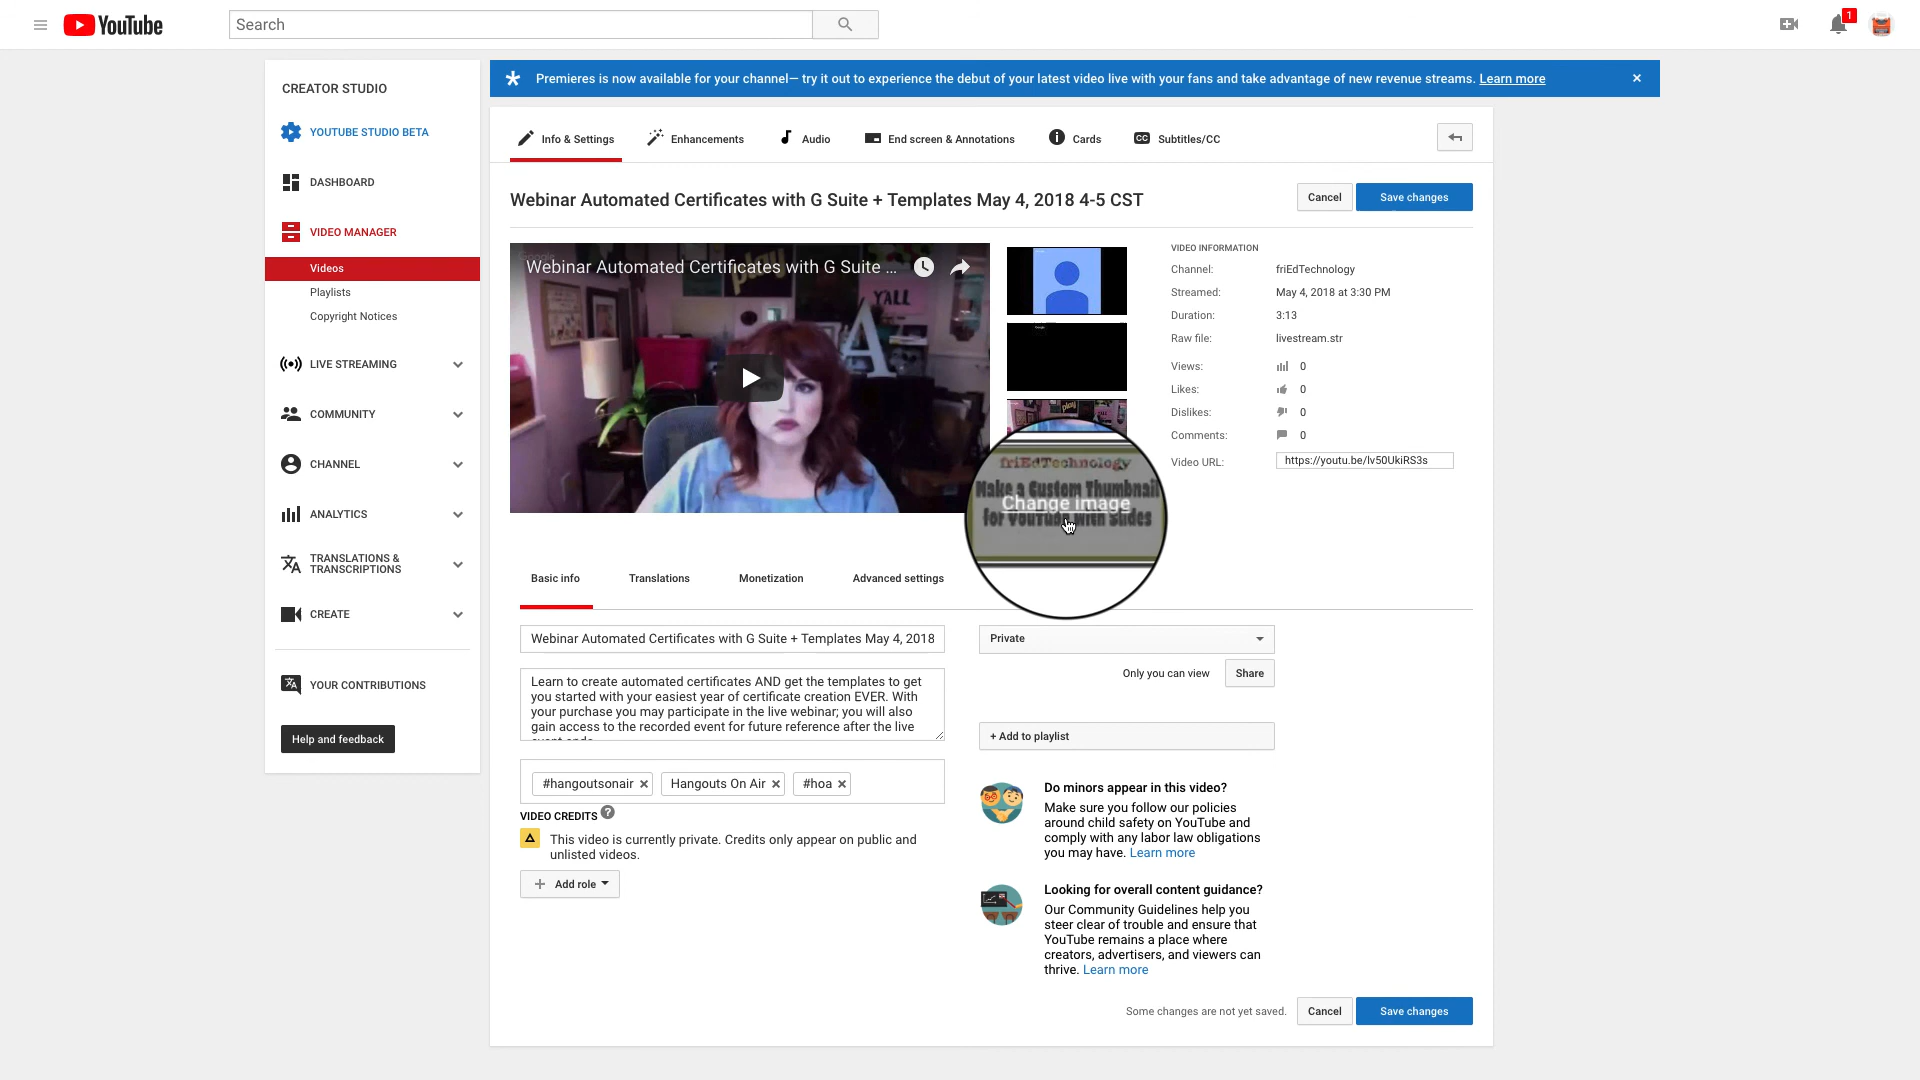 YouTube
Search
1
CREATOR STUDIO
YOUTUBE STUDIO BETA
DASHBOARD
VIDEO MANAGER
Videos
Playlists
Copyright Notices
LIVE STREAMING
COMMUNITY
CHANNEL
ANALYTICS
TRANSLATIONS &
TRANSCRIPTIONS
CREATE
YOUR CONTRIBUTIONS
Help and feedback
Premieres is now available for your channel— try it out to experience the debut of your latest video live with your fans and take advantage of new revenue streams. Learn more
Info & Settings
Enhancements
Audio
End screen & Annotations
Cards
CC Subtitles/CC
Webinar Automated Certificates with G Suite + Templates May 4, 2018 4-5 CST
Cancel
Save changes
Webinar Automated Certificates with G Suite ...
play
Y'ALL
A
play
friEdTechnology
Make a Custom Thumbnail
for YouTube with Slides
Change image
VIDEO INFORMATION
Channel: friEdTechnology
Streamed: May 4, 2018 at 3:30 PM
Duration: 3:13
Raw file: livestream.str
Views: 0
Likes: 0
Dislikes: 0
Comments: 0
Video URL: https://youtu.be/lv50UkiRS3s
Basic info
Translations
Monetization
Advanced settings
Webinar Automated Certificates with G Suite + Templates May 4, 2018
Learn to create automated certificates AND get the templates to get
you started with your easiest year of certificate creation EVER. With
your purchase you may participate in the live webinar; you will also
gain access to the recorded event for future reference after the live
event ends.
#hangoutsonair
Hangouts On Air
#hoa
VIDEO CREDITS ?
This video is currently private. Credits only appear on public and
unlisted videos.
Add role
Private
Only you can view
Share
+ Add to playlist
Do minors appear in this video?
Make sure you follow our policies
around child safety on YouTube and
comply with any labor law obligations
you may have. Learn more
Looking for overall content guidance?
Our Community Guidelines help you
steer clear of trouble and ensure that
YouTube remains a place where
creators, advertisers, and viewers can
thrive. Learn more
Some changes are not yet saved.
Cancel
Save changes